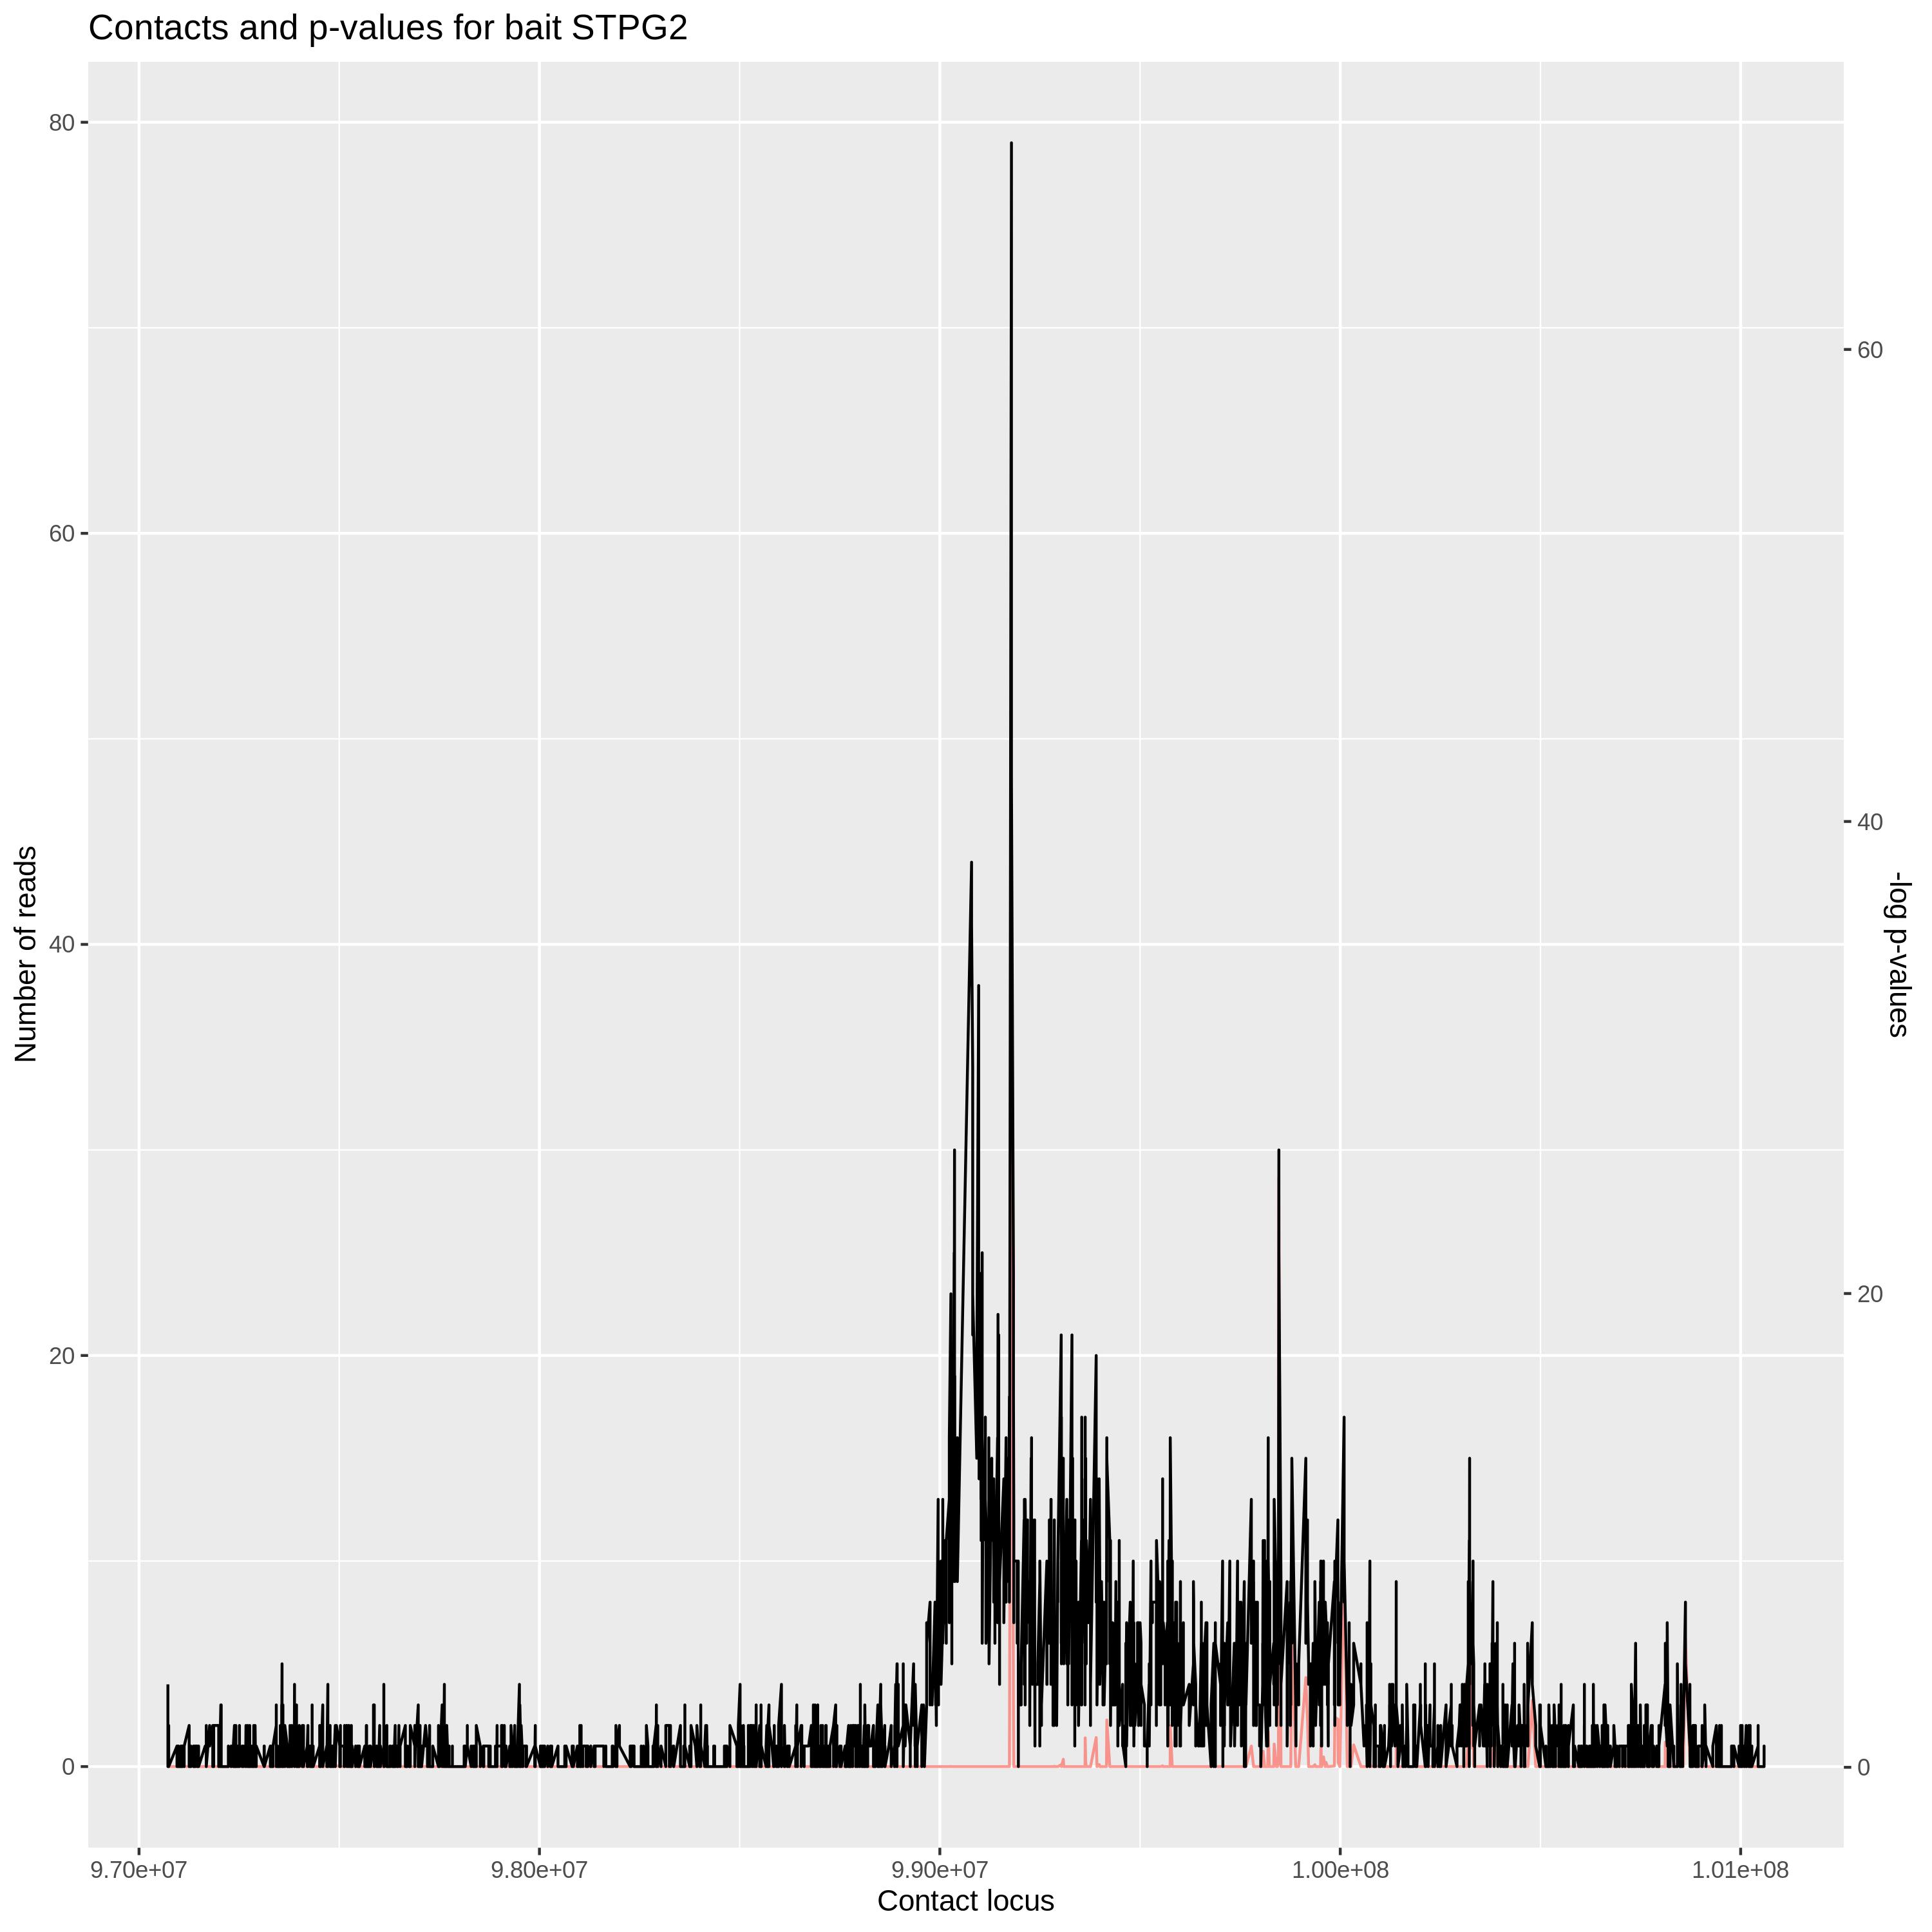 Contacts and p-values for bait STPG2
80
60
40
20
0
Number of reads
60
40
20
0
-log p-values
9.70e+07
9.80e+07
9.90e+07
1.00e+08
1.01e+08
Contact locus